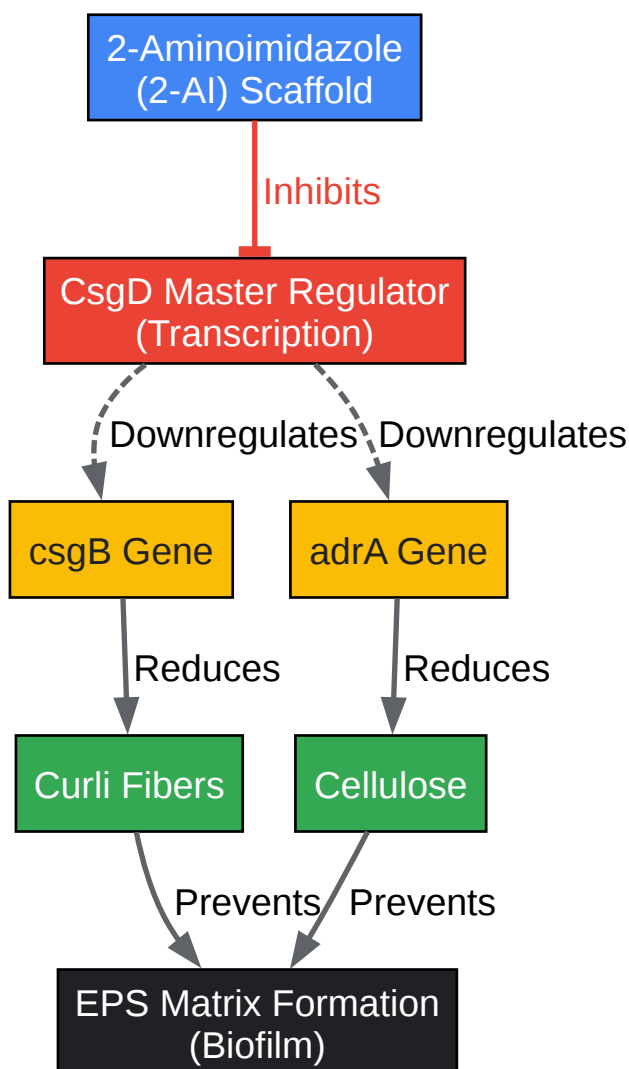 2-Aminoimidazole
(2-AI) Scaffold
Inhibits
CsgD Master Regulator
(Transcription)
Downregulates
Downregulates
csgB Gene
adrA Gene
Reduces
Reduces
Curli Fibers
Cellulose
Prevents
Prevents
EPS Matrix Formation
(Biofilm)